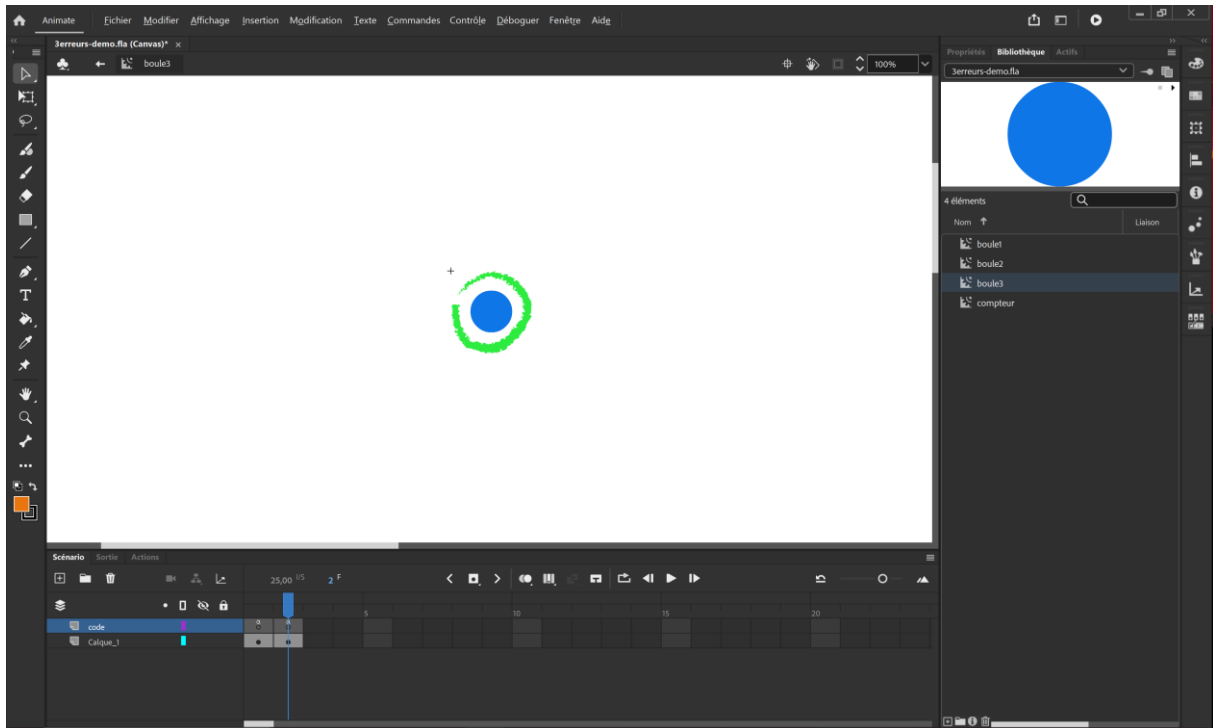 Animate Fichier Modifier Affichage Insertion Modification Texte Commandes Contrôle Déboguer Fenêtre Aide
3erreurs-demo.fla (Canvas)* ×
boule3 100%
Propriétés Bibliothèque Actifs
3erreurs-demo.fla
4 éléments
Nom Liaison
boule1
boule2
boule3
compteur
Scénario Sortie Actions
25,00 I/S 2 F
5 10 15 20
code
Calque_1